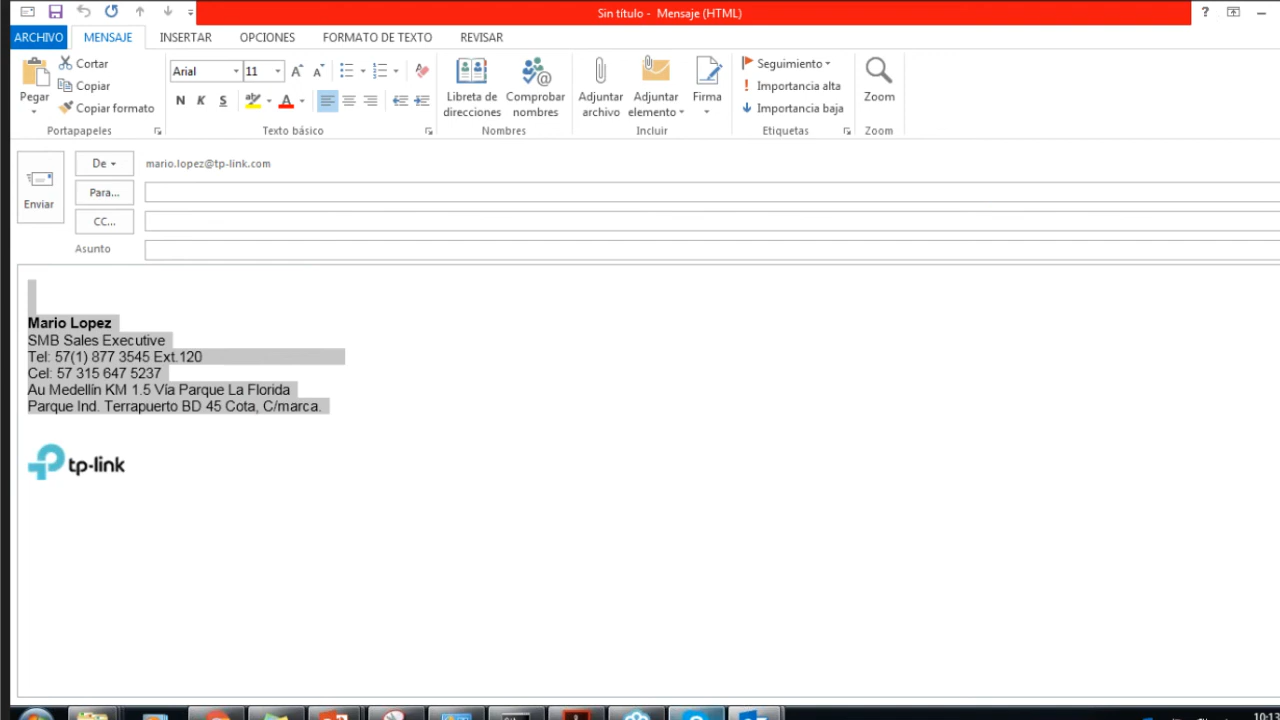 Sin título - Mensaje (HTML)
?
ARCHIVO MENSAJE INSERTAR OPCIONES FORMATO DE TEXTO REVISAR
Pegar
Cortar
Copiar
Copiar formato
Portapapeles
Arial 11
N K S
Texto básico
Libreta de direcciones
Comprobar nombres
Nombres
Adjuntar archivo
Adjuntar elemento
Firma
Incluir
Seguimiento
Importancia alta
Importancia baja
Etiquetas
Zoom
Zoom
Enviar
De mario.lopez@tp-link.com
Para...
CC...
Asunto
Mario Lopez
SMB Sales Executive
Tel: 57(1) 877 3545 Ext.120
Cel: 57 315 647 5237
Au Medellín KM 1.5 Vía Parque La Florida
Parque Ind. Terrapuerto BD 45 Cota, C/marca.
tp-link